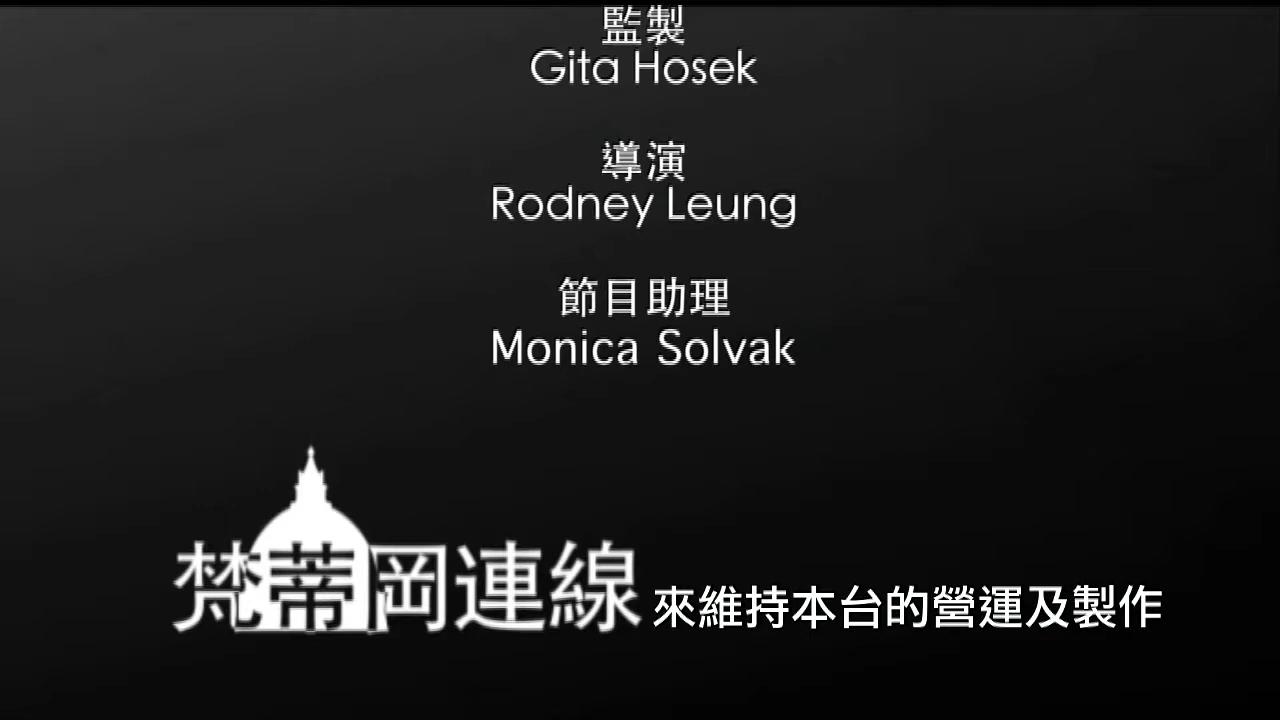 監製
Gita Hosek
導演
Rodney Leung
節目助理
Monica Solvak
梵蒂岡連線 來維持本台的營運及製作